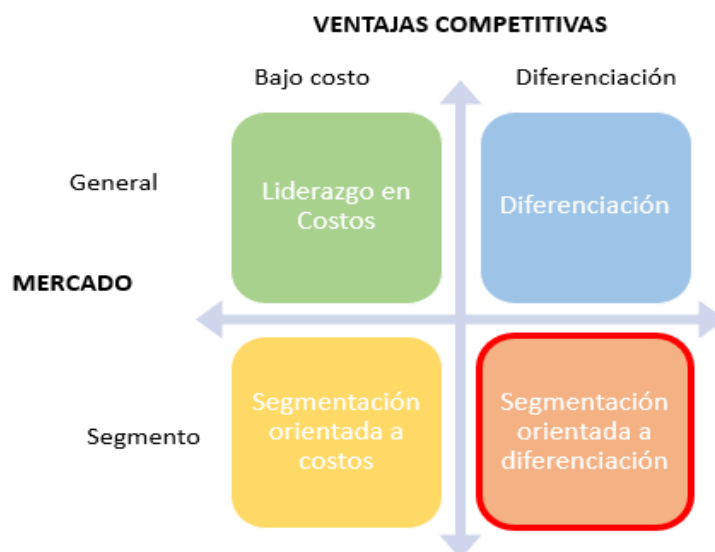 VENTAJAS COMPETITIVAS
Bajo costo
Diferenciación
General
Liderazgo en
Costos
Diferenciación
MERCADO
Segmento
Segmentación
orientada a
costos
Segmentación
orientada a
diferenciación